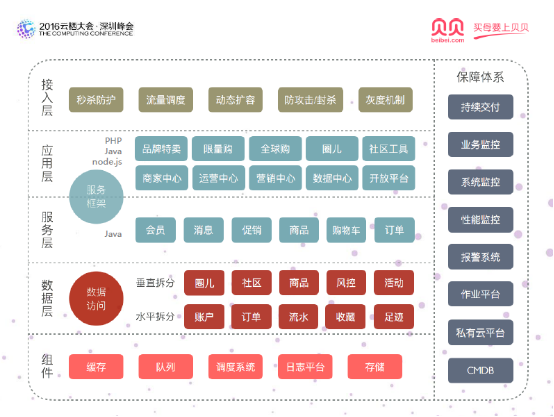 2016云栖大会·深圳峰会
THE COMPUTING CONFERENCE
贝贝
beibei.com
买母婴上贝贝
接入层
秒杀防护 流量调度 动态扩容 防攻击/封杀 灰度机制
应用层
PHP
Java
node.js
品牌特卖 限量购 全球购 圈儿 社区工具
商家中心 运营中心 营销中心 数据中心 开放平台
服务框架
服务层
Java
会员 消息 促销 商品 购物车 订单
数据层
数据访问
垂直拆分 圈儿 社区 商品 风控 活动
水平拆分 账户 订单 流水 收藏 足迹
组件
缓存 队列 调度系统 日志平台 存储
保障体系
持续交付
业务监控
系统监控
性能监控
报警系统
作业平台
私有云平台
CMDB